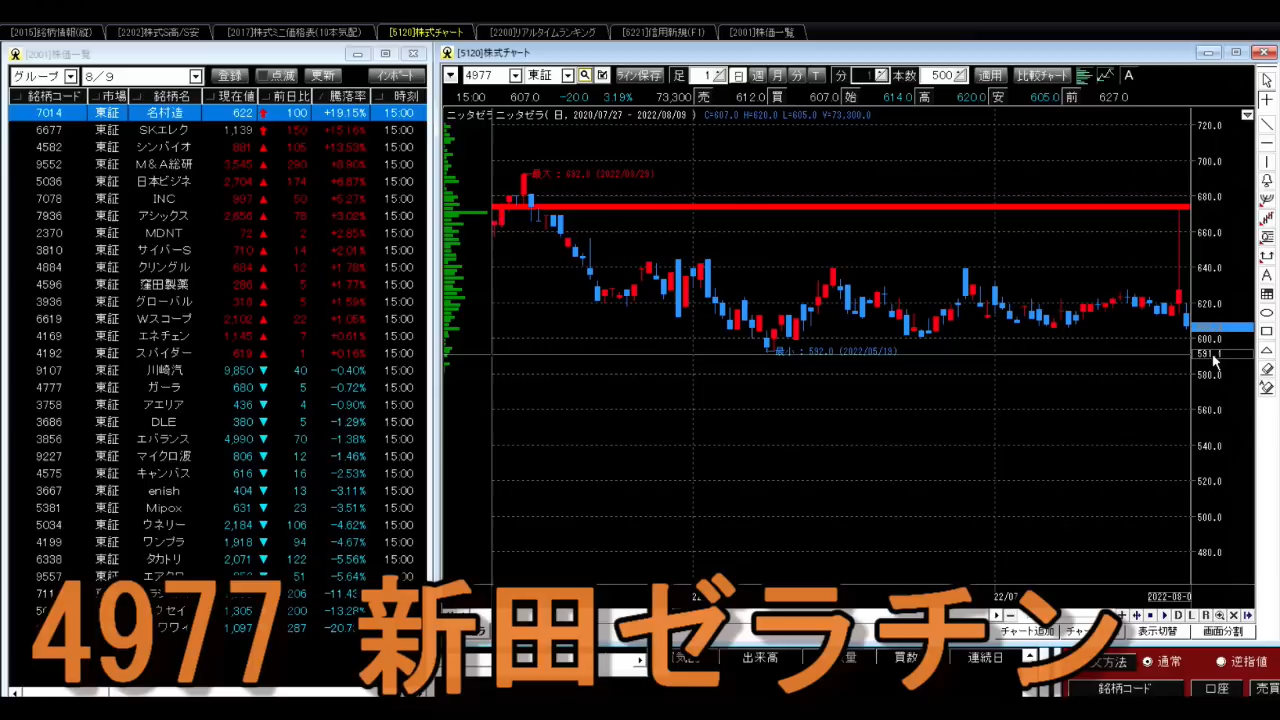 [2015]銘柄情報(縦) [2202]株式S高/S安 [2017]株式ミニ価格表(10本気配) [5120]株式チャート [2200]リアルタイムランキング [6221]信用新規(F1) [2001]株価一覧
[2001]株価一覧
グループ 8/9 登録 点滅 更新 インポート
銘柄コード 市場 銘柄名 現在値 前日比 騰落率 時刻
7014 東証 名村造 622 100 +19.15% 15:00
6677 東証 SKエレク 1,139 150 +15.16% 15:00
4582 東証 シンバイオ 881 105 +13.53% 15:00
9552 東証 M&A総研 3,545 290 +8.90% 15:00
5036 東証 日本ビジネ 2,704 174 +6.87% 15:00
7078 東証 INC 997 50 +5.27% 15:00
7936 東証 アシックス 2,656 78 +3.02% 15:00
2370 東証 MDNT 72 2 +2.85% 15:00
3810 東証 サイバーS 710 14 +2.01% 15:00
4884 東証 クリングル 684 12 +1.78% 15:00
4596 東証 窪田製薬 286 5 +1.77% 15:00
3936 東証 グローバル 318 5 +1.59% 15:00
6619 東証 Wスコープ 2,102 22 +1.05% 15:00
4169 東証 エネチェン 1,145 7 +0.61% 15:00
4192 東証 スパイダー 619 1 +0.16% 15:00
9107 東証 川崎汽 9,850 40 -0.40% 15:00
4777 東証 ガーラ 680 5 -0.72% 15:00
3758 東証 アエリア 436 4 -0.90% 15:00
3686 東証 DLE 380 5 -1.29% 15:00
3856 東証 エバランス 4,990 70 -1.38% 15:00
9227 東証 マイクロ波 806 12 -1.46% 15:00
4575 東証 キャンバス 616 16 -2.53% 15:00
3667 東証 enish 404 13 -3.11% 15:00
5381 東証 Mipox 631 23 -3.51% 15:00
5034 東証 ウネリー 2,184 106 -4.62% 15:00
4199 東証 ワンプラ 1,918 94 -4.67% 15:00
6338 東証 タカトリ 2,071 122 -5.56% 15:00
9557 東証 エアクロ 51 -5.64% 15:00
206 15:00
1,305 200 -13.28% 15:00
1,097 287 15:00
[5120]株式チャート
4977 東証 ライン保存 足 1 日 週 月 分 T 分 1 本数 500 適用 比較チャート A
15:00 607.0 -20.0 3.19% 73,300 売 612.0 買 607.0 始 614.0 高 620.0 安 605.0 前 627.0
ニッタゼラ ニッタゼラ( 日, 2020/07/27 - 2022/08/09 ) C=607.0 H=620.0 L=605.0 V=73,300.0
最大 : 692.0 (2022/03/29)
最小 : 592.0 (2022/05/19)
720.0
700.0
680.0
660.0
640.0
620.0
600.0
580.0
560.0
540.0
520.0
500.0
480.0
22/07 2022-08-0
チャート追加 表示切替 画面分割
出来高 買数 連続日
通常 逆指値
銘柄コード 口座
4977 新田ゼラチン